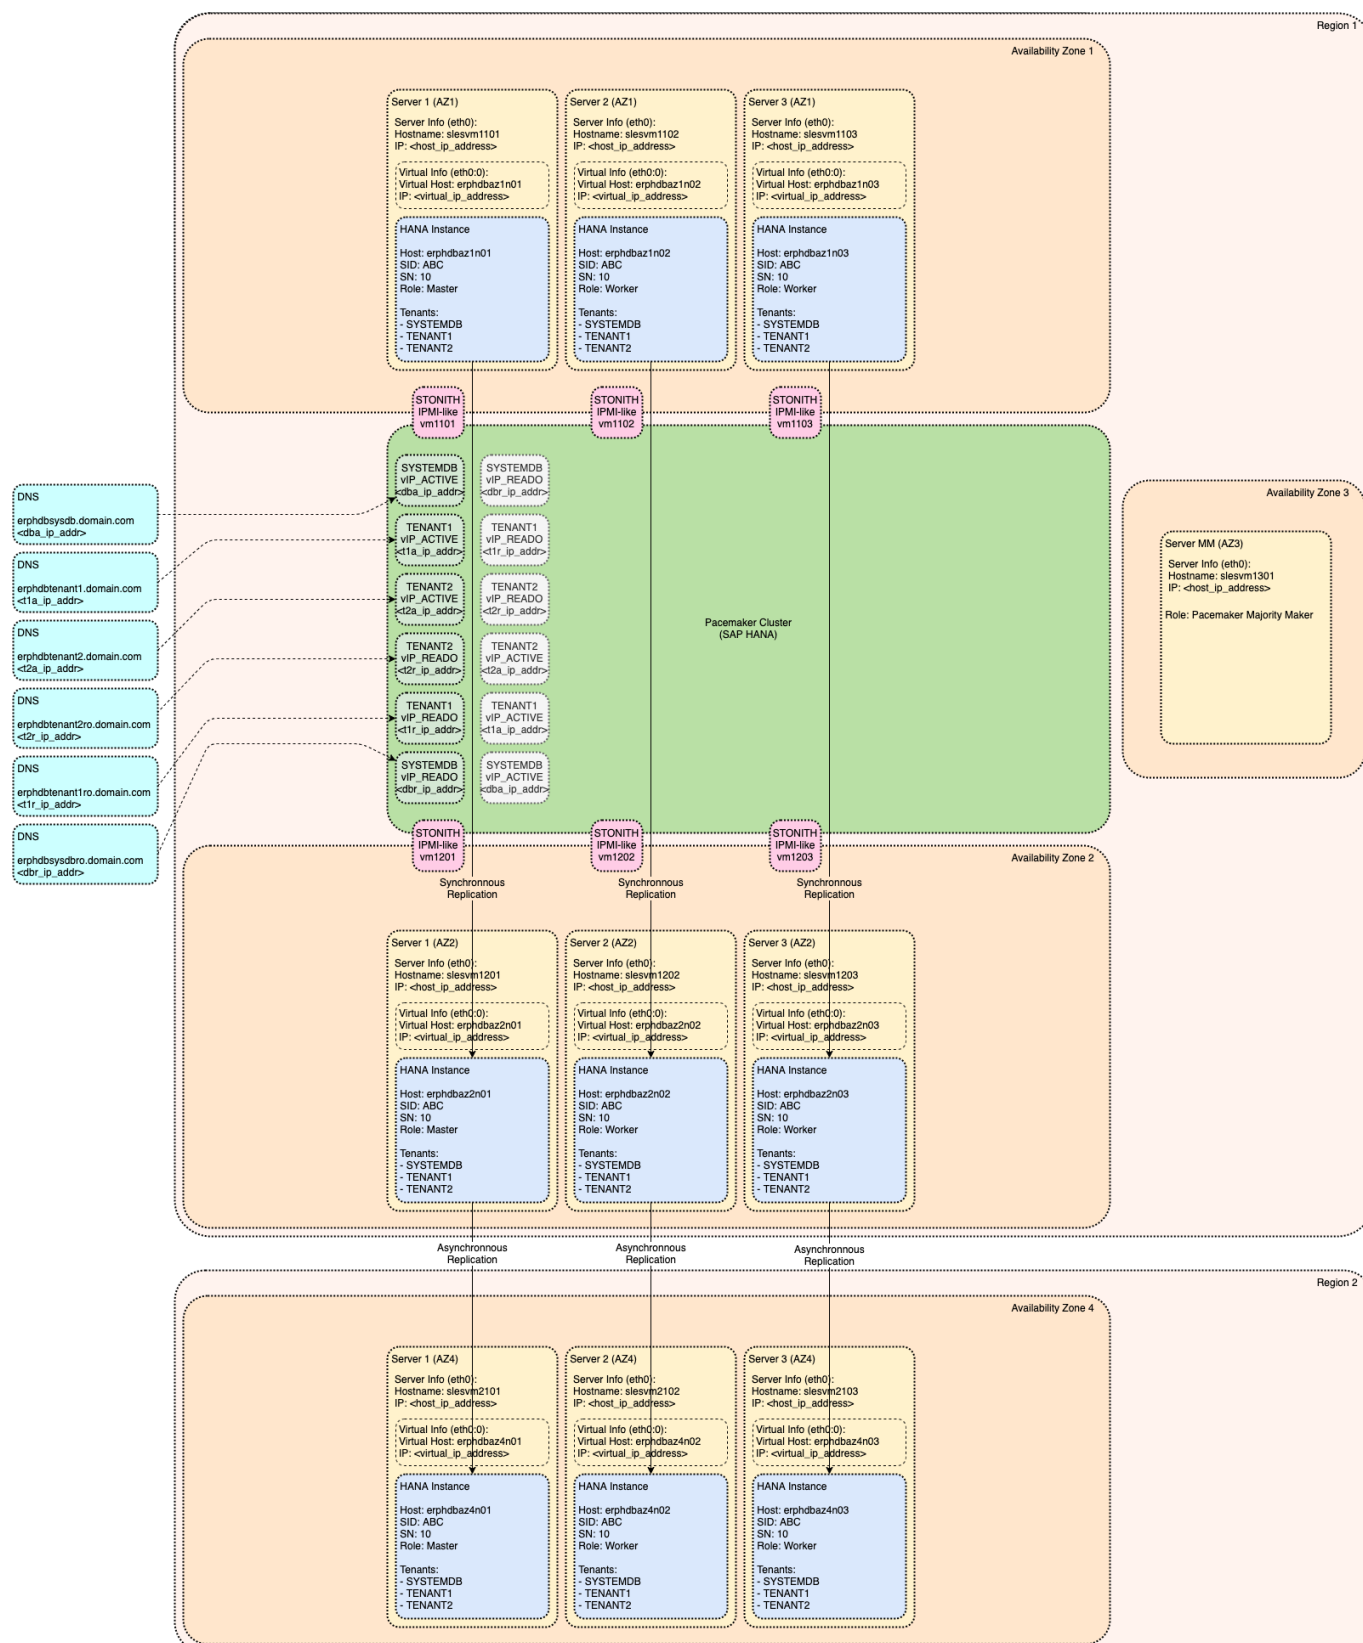 Region 1
Availability Zone 1
Server 1 (AZ1)
Server Info (eth0):
Hostname: slesvm1101
IP: <host_ip_address>
Virtual Info (eth0:0):
Virtual Host: erphdbaz1n01
IP: <virtual_ip_address>
HANA Instance
Host: erphdbaz1n01
SID: ABC
SN: 10
Role: Master
Tenants:
- SYSTEMDB
- TENANT1
- TENANT2
Server 2 (AZ1)
Server Info (eth0):
Hostname: slesvm1102
IP: <host_ip_address>
Virtual Info (eth0:0):
Virtual Host: erphdbaz1n02
IP: <virtual_ip_address>
HANA Instance
Host: erphdbaz1n02
SID: ABC
SN: 10
Role: Worker
Tenants:
- SYSTEMDB
- TENANT1
- TENANT2
Server 3 (AZ1)
Server Info (eth0):
Hostname: slesvm1103
IP: <host_ip_address>
Virtual Info (eth0:0):
Virtual Host: erphdbaz1n03
IP: <virtual_ip_address>
HANA Instance
Host: erphdbaz1n03
SID: ABC
SN: 10
Role: Worker
Tenants:
- SYSTEMDB
- TENANT1
- TENANT2
STONITH
IPMI-like
vm1101
STONITH
IPMI-like
vm1102
STONITH
IPMI-like
vm1103
DNS
erphdbsysdb.domain.com
<dba_ip_addr>
DNS
erphdbtenant1.domain.com
<t1a_ip_addr>
DNS
erphdbtenant2.domain.com
<t2a_ip_addr>
DNS
erphdbtenant2ro.domain.com
<t2r_ip_addr>
DNS
erphdbtenant1ro.domain.com
<t1r_ip_addr>
DNS
erphdbsysdbro.domain.com
<dbr_ip_addr>
SYSTEMDB
vIP_ACTIVE
<dba_ip_addr>
SYSTEMDB
vIP_READO
<dbr_ip_addr>
TENANT1
vIP_ACTIVE
<t1a_ip_addr>
TENANT1
vIP_READO
<t1r_ip_addr>
TENANT2
vIP_ACTIVE
<t2a_ip_addr>
TENANT2
vIP_READO
<t2r_ip_addr>
TENANT2
vIP_READO
<t2r_ip_addr>
TENANT2
vIP_ACTIVE
<t2a_ip_addr>
TENANT1
vIP_READO
<t1r_ip_addr>
TENANT1
vIP_ACTIVE
<t1a_ip_addr>
SYSTEMDB
vIP_READO
<dbr_ip_addr>
SYSTEMDB
vIP_ACTIVE
<dba_ip_addr>
Pacemaker Cluster
(SAP HANA)
Availability Zone 3
Server MM (AZ3)
Server Info (eth0):
Hostname: slesvm1301
IP: <host_ip_address>
Role: Pacemaker Majority Maker
STONITH
IPMI-like
vm1201
STONITH
IPMI-like
vm1202
STONITH
IPMI-like
vm1203
Availability Zone 2
Synchronnous
Replication
Synchronnous
Replication
Synchronnous
Replication
Server 1 (AZ2)
Server Info (eth0):
Hostname: slesvm1201
IP: <host_ip_address>
Virtual Info (eth0:0):
Virtual Host: erphdbaz2n01
IP: <virtual_ip_address>
HANA Instance
Host: erphdbaz2n01
SID: ABC
SN: 10
Role: Master
Tenants:
- SYSTEMDB
- TENANT1
- TENANT2
Server 2 (AZ2)
Server Info (eth0):
Hostname: slesvm1202
IP: <host_ip_address>
Virtual Info (eth0:0):
Virtual Host: erphdbaz2n02
IP: <virtual_ip_address>
HANA Instance
Host: erphdbaz2n02
SID: ABC
SN: 10
Role: Worker
Tenants:
- SYSTEMDB
- TENANT1
- TENANT2
Server 3 (AZ2)
Server Info (eth0):
Hostname: slesvm1203
IP: <host_ip_address>
Virtual Info (eth0:0):
Virtual Host: erphdbaz2n03
IP: <virtual_ip_address>
HANA Instance
Host: erphdbaz2n03
SID: ABC
SN: 10
Role: Worker
Tenants:
- SYSTEMDB
- TENANT1
- TENANT2
Asynchronnous
Replication
Asynchronnous
Replication
Asynchronnous
Replication
Region 2
Availability Zone 4
Server 1 (AZ4)
Server Info (eth0):
Hostname: slesvm2101
IP: <host_ip_address>
Virtual Info (eth0:0):
Virtual Host: erphdbaz4n01
IP: <virtual_ip_address>
HANA Instance
Host: erphdbaz4n01
SID: ABC
SN: 10
Role: Master
Tenants:
- SYSTEMDB
- TENANT1
- TENANT2
Server 2 (AZ4)
Server Info (eth0):
Hostname: slesvm2102
IP: <host_ip_address>
Virtual Info (eth0:0):
Virtual Host: erphdbaz4n02
IP: <virtual_ip_address>
HANA Instance
Host: erphdbaz4n02
SID: ABC
SN: 10
Role: Worker
Tenants:
- SYSTEMDB
- TENANT1
- TENANT2
Server 3 (AZ4)
Server Info (eth0):
Hostname: slesvm2103
IP: <host_ip_address>
Virtual Info (eth0:0):
Virtual Host: erphdbaz4n03
IP: <virtual_ip_address>
HANA Instance
Host: erphdbaz4n03
SID: ABC
SN: 10
Role: Worker
Tenants:
- SYSTEMDB
- TENANT1
- TENANT2